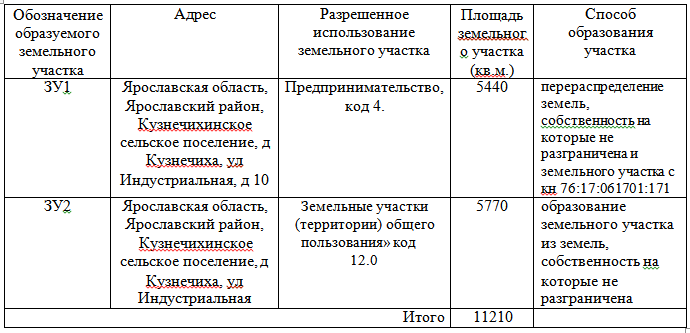 Обозначение образуемого земельного участка
Адрес
Разрешенное использование земельного участка
Площадь земельног о участка (кв.м.)
Способ образования участка
ЗУ1
Ярославская область,
Ярославский район,
Кузнечихинское
сельское поселение, д
Кузнечиха, ул
Индустриальная, д 10
Предпринимательство,
код 4.
5440
перераспределение
земель,
собственность на
которые не
разграничена и
земельного участка с
кн 76:17:061701:171
ЗУ2
Ярославская область,
Ярославский район,
Кузнечихинское
сельское поселение, д
Кузнечиха, ул
Индустриальная
Земельные участки
(территории) общего
пользования» код
12.0
5770
образование
земельного участка
из земель,
собственность на
которые не
разграничена
Итого
11210